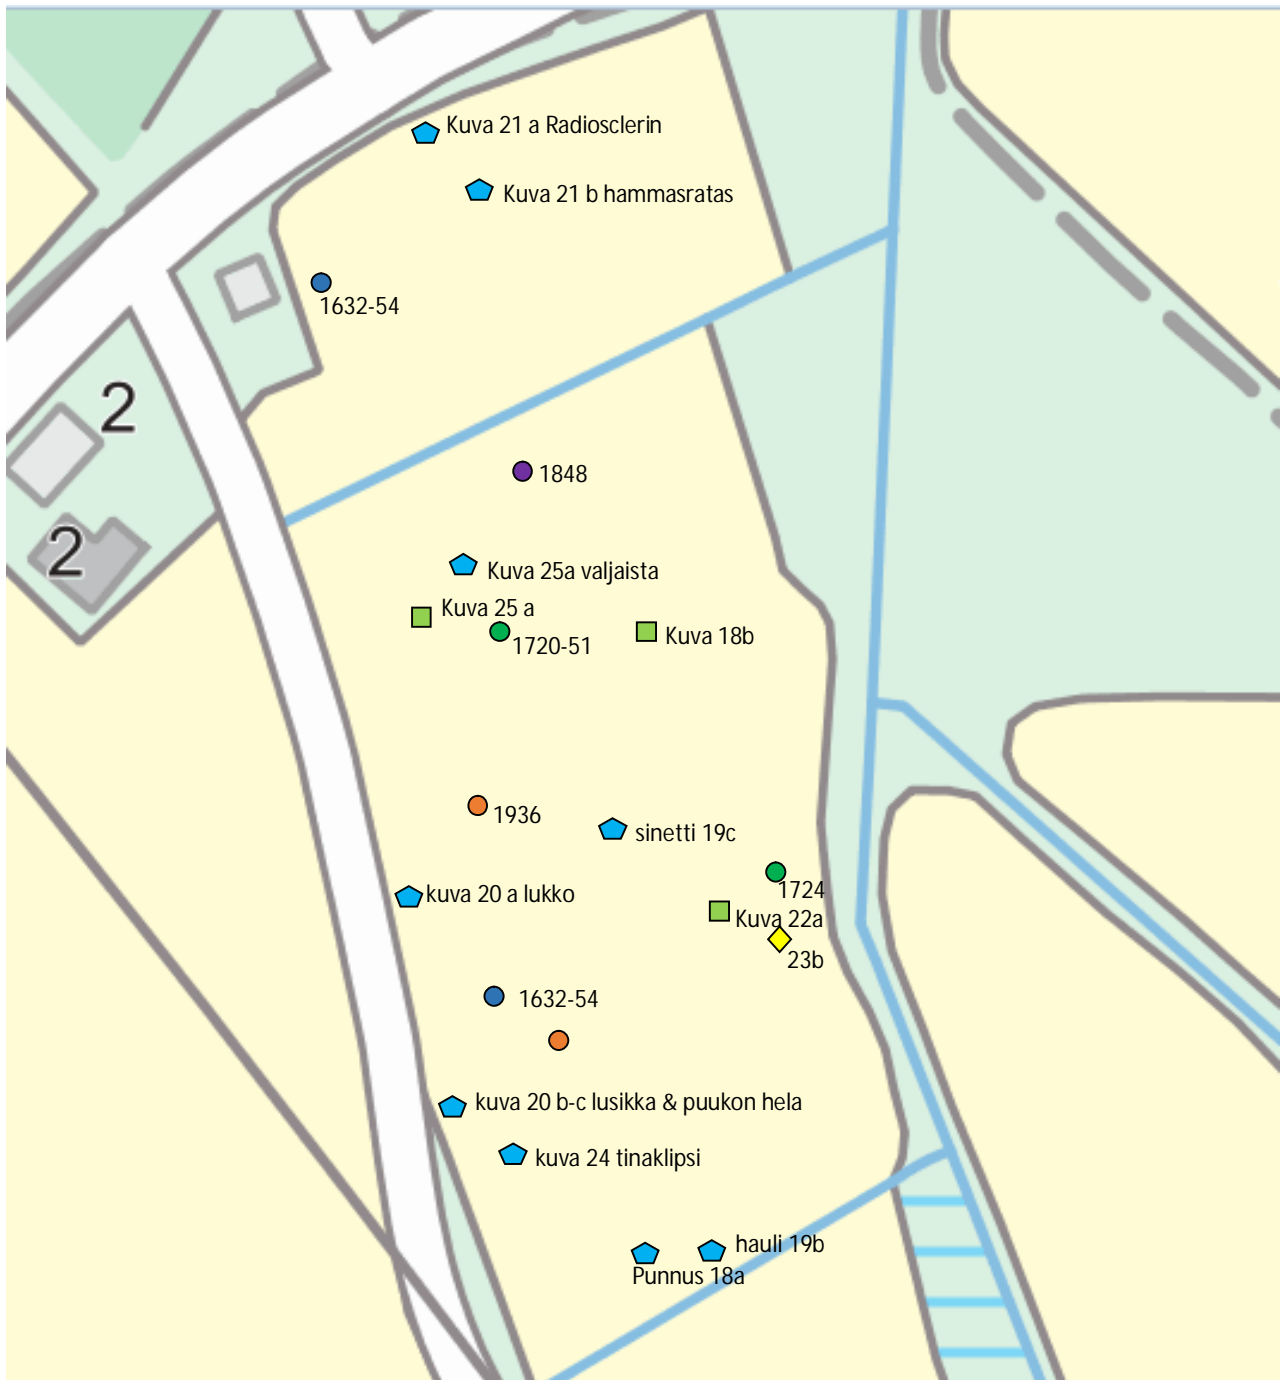 Kuva 21 a Radiosclerin
Kuva 21 b hammasratas
1632-54
2
1848
2
Kuva 25a valjaista
Kuva 25 a
1720-51
Kuva 18b
1936
sinetti 19c
1724
kuva 20 a lukko
Kuva 22a
23b
1632-54
kuva 20 b-c lusikka & puukon hela
kuva 24 tinaklipsi
hauli 19b
Punnus 18a